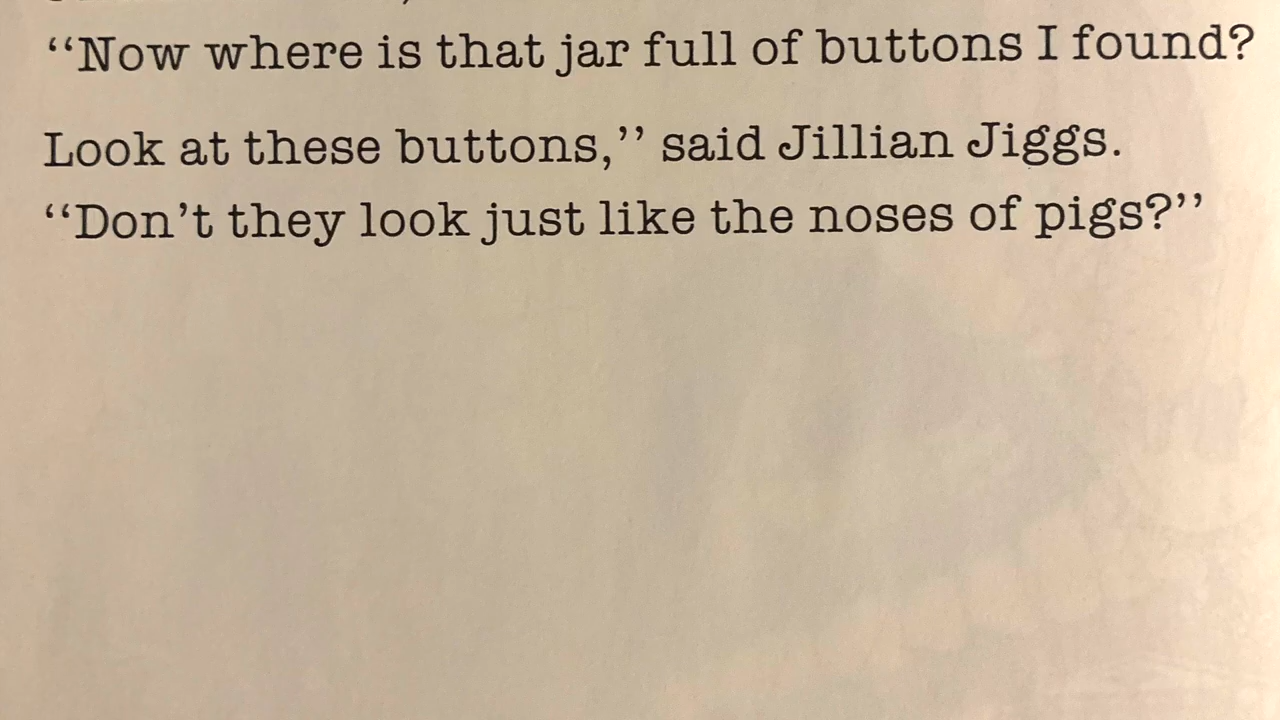 “Now where is that jar full of buttons I found?
Look at these buttons,” said Jillian Jiggs.
“Don’t they look just like the noses of pigs?”